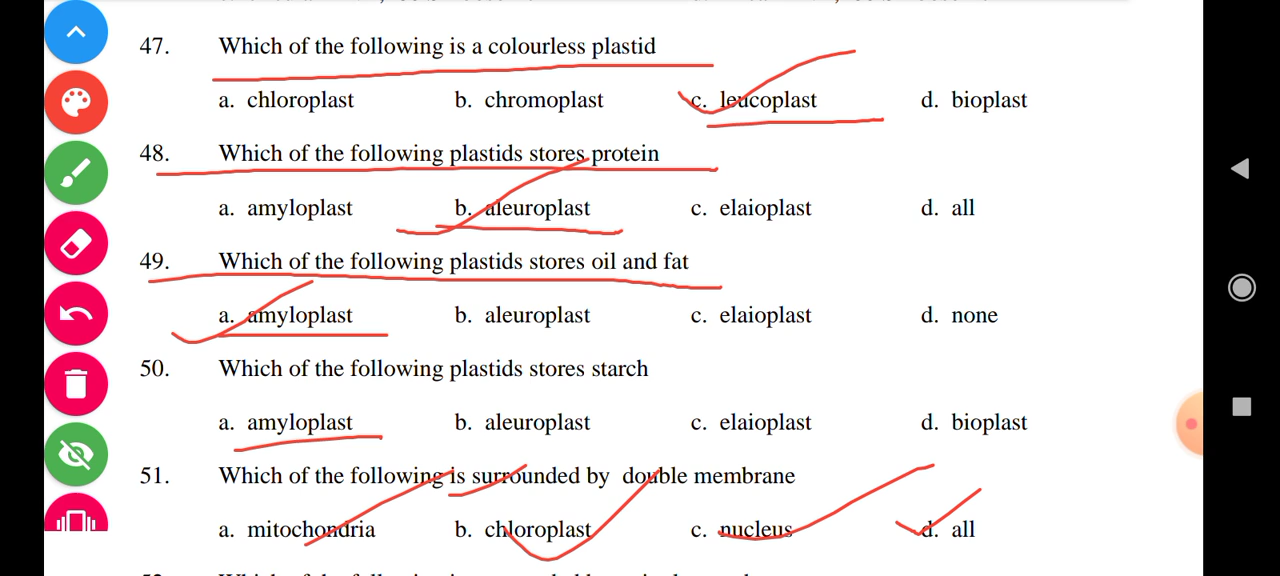 47. Which of the following is a colourless plastid
a. chloroplast b. chromoplast c. leucoplast d. bioplast
48. Which of the following plastids stores protein
a. amyloplast b. aleuroplast c. elaioplast d. all
49. Which of the following plastids stores oil and fat
a. amyloplast b. aleuroplast c. elaioplast d. none
50. Which of the following plastids stores starch
a. amyloplast b. aleuroplast c. elaioplast d. bioplast
51. Which of the following is surrounded by double membrane
a. mitochondria b. chloroplast c. nucleus d. all